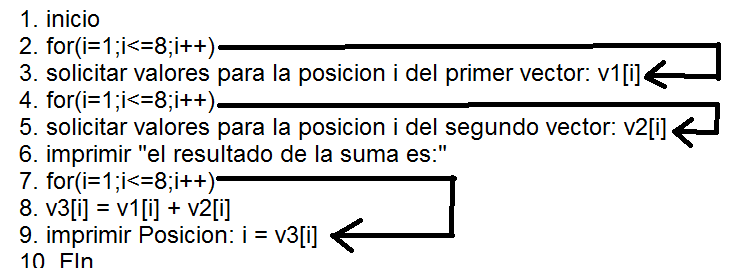 1. inicio
2. for(i=1;i<=8;i++)
3. solicitar valores para la posicion i del primer vector: v1[i]
4. for(i=1;i<=8;i++)
5. solicitar valores para la posicion i del segundo vector: v2[i]
6. imprimir "el resultado de la suma es:"
7. for(i=1;i<=8;i++)
8. v3[i] = v1[i] + v2[i]
9. imprimir Posicion: i = v3[i]
10. FIn